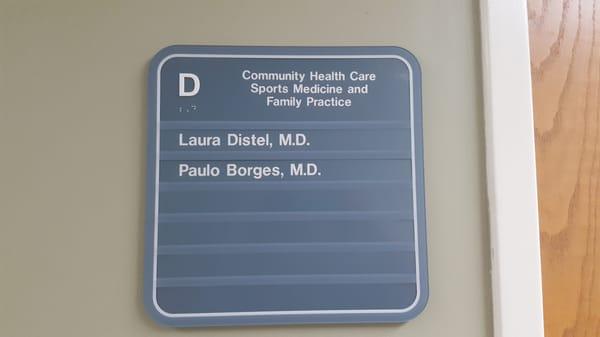 D
Community Health Care
Sports Medicine and
Family Practice
Laura Distel, M.D.
Paulo Borges, M.D.